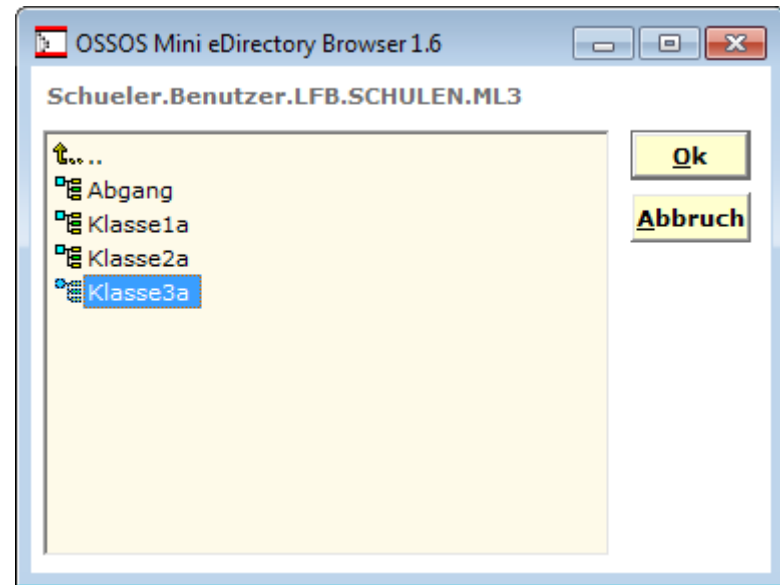 OSSOS Mini eDirectory Browser 1.6
Schueler.Benutzer.LFB.SCHULEN.ML3
..
Abgang
Klasse1a
Klasse2a
Klasse3a
Ok
Abbruch